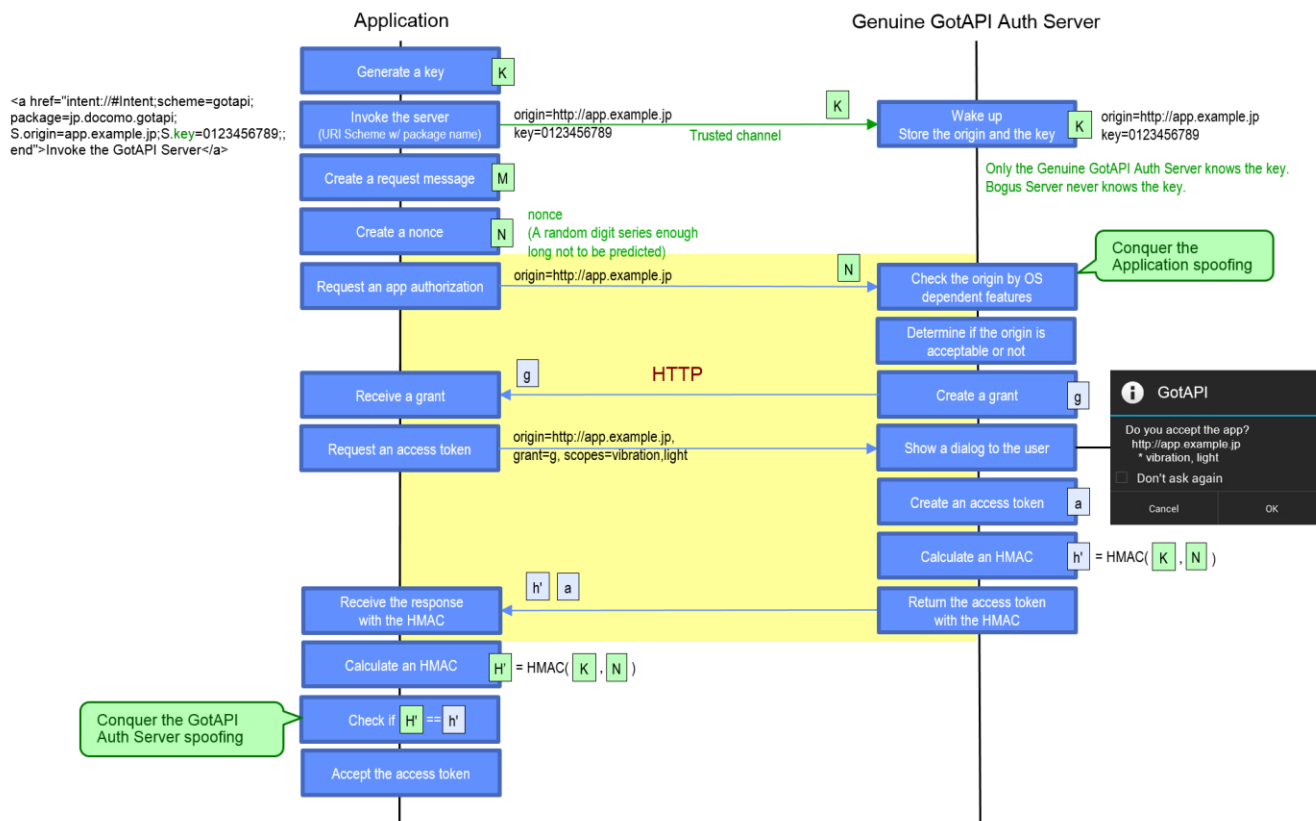 Application
Genuine GotAPI Auth Server
Generate a key
K
<a href="intent://#Intent;scheme=gotapi;
package=jp.docomo.gotapi;
S.origin=app.example.jp;S.key=0123456789;;
end">Invoke the GotAPI Server</a>
Invoke the server
(URI Scheme w/ package name)
origin=http://app.example.jp
key=0123456789
K
Trusted channel
Wake up
Store the origin and the key
K
origin=http://app.example.jp
key=0123456789
Only the Genuine GotAPI Auth Server knows the key.
Bogus Server never knows the key.
Create a request message
M
Create a nonce
N
nonce
(A random digit series enough
long not to be predicted)
Conquer the
Application spoofing
Request an app authorization
origin=http://app.example.jp
N
Check the origin by OS
dependent features
Determine if the origin is
acceptable or not
HTTP
Receive a grant
g
Create a grant
g
Request an access token
origin=http://app.example.jp,
grant=g, scopes=vibration,light
Show a dialog to the user
GotAPI
Do you accept the app?
http://app.example.jp
* vibration, light
Don't ask again
Cancel
OK
Create an access token
a
Calculate an HMAC
h' = HMAC( K , N )
Receive the response
with the HMAC
h' a
Return the access token
with the HMAC
Calculate an HMAC
H' = HMAC( K , N )
Conquer the GotAPI
Auth Server spoofing
Check if H' == h'
Accept the access token